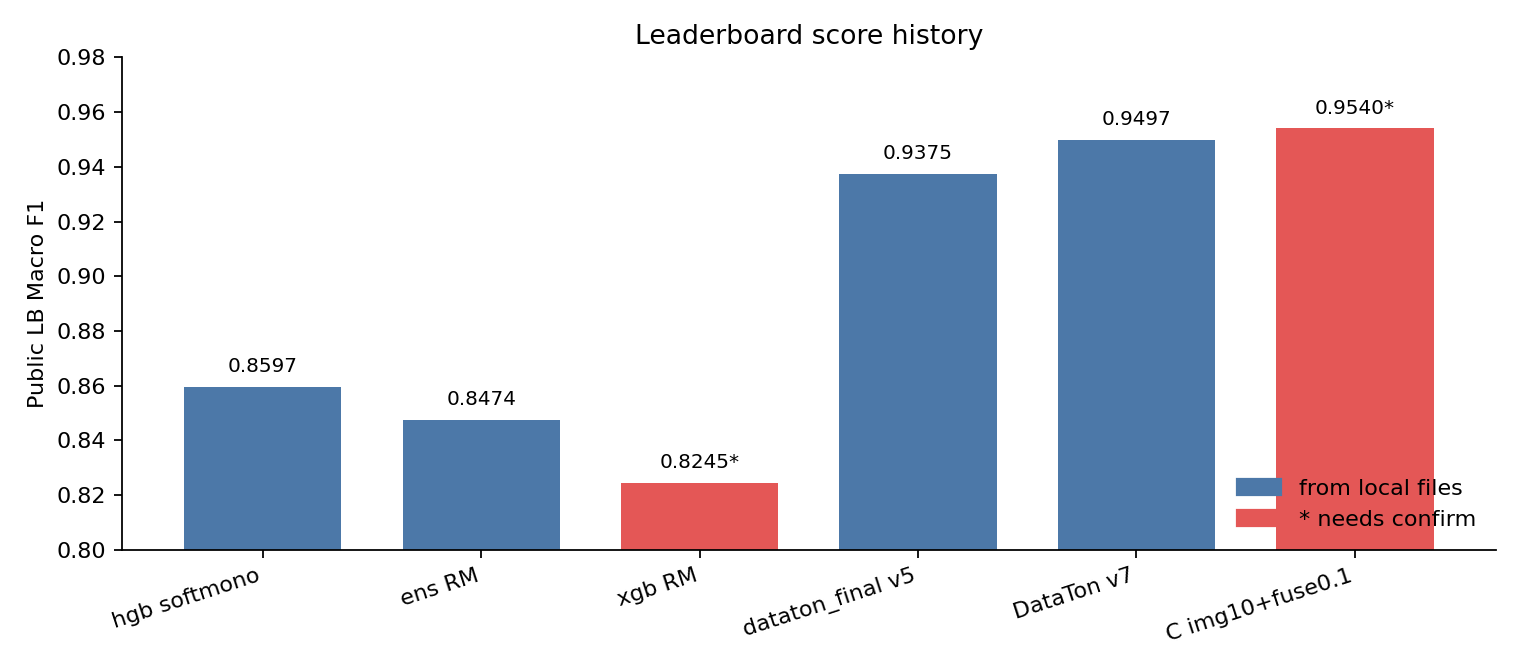 Leaderboard score history
Public LB Macro F1
0.98
0.96
0.94
0.92
0.90
0.88
0.86
0.84
0.82
0.80
0.8597
0.8474
0.8245*
0.9375
0.9497
0.9540*
from local files
* needs confirm
hgb softmono
ens RM
xgb RM
dataton_final v5
DataTon v7
C img10+fuse0.1